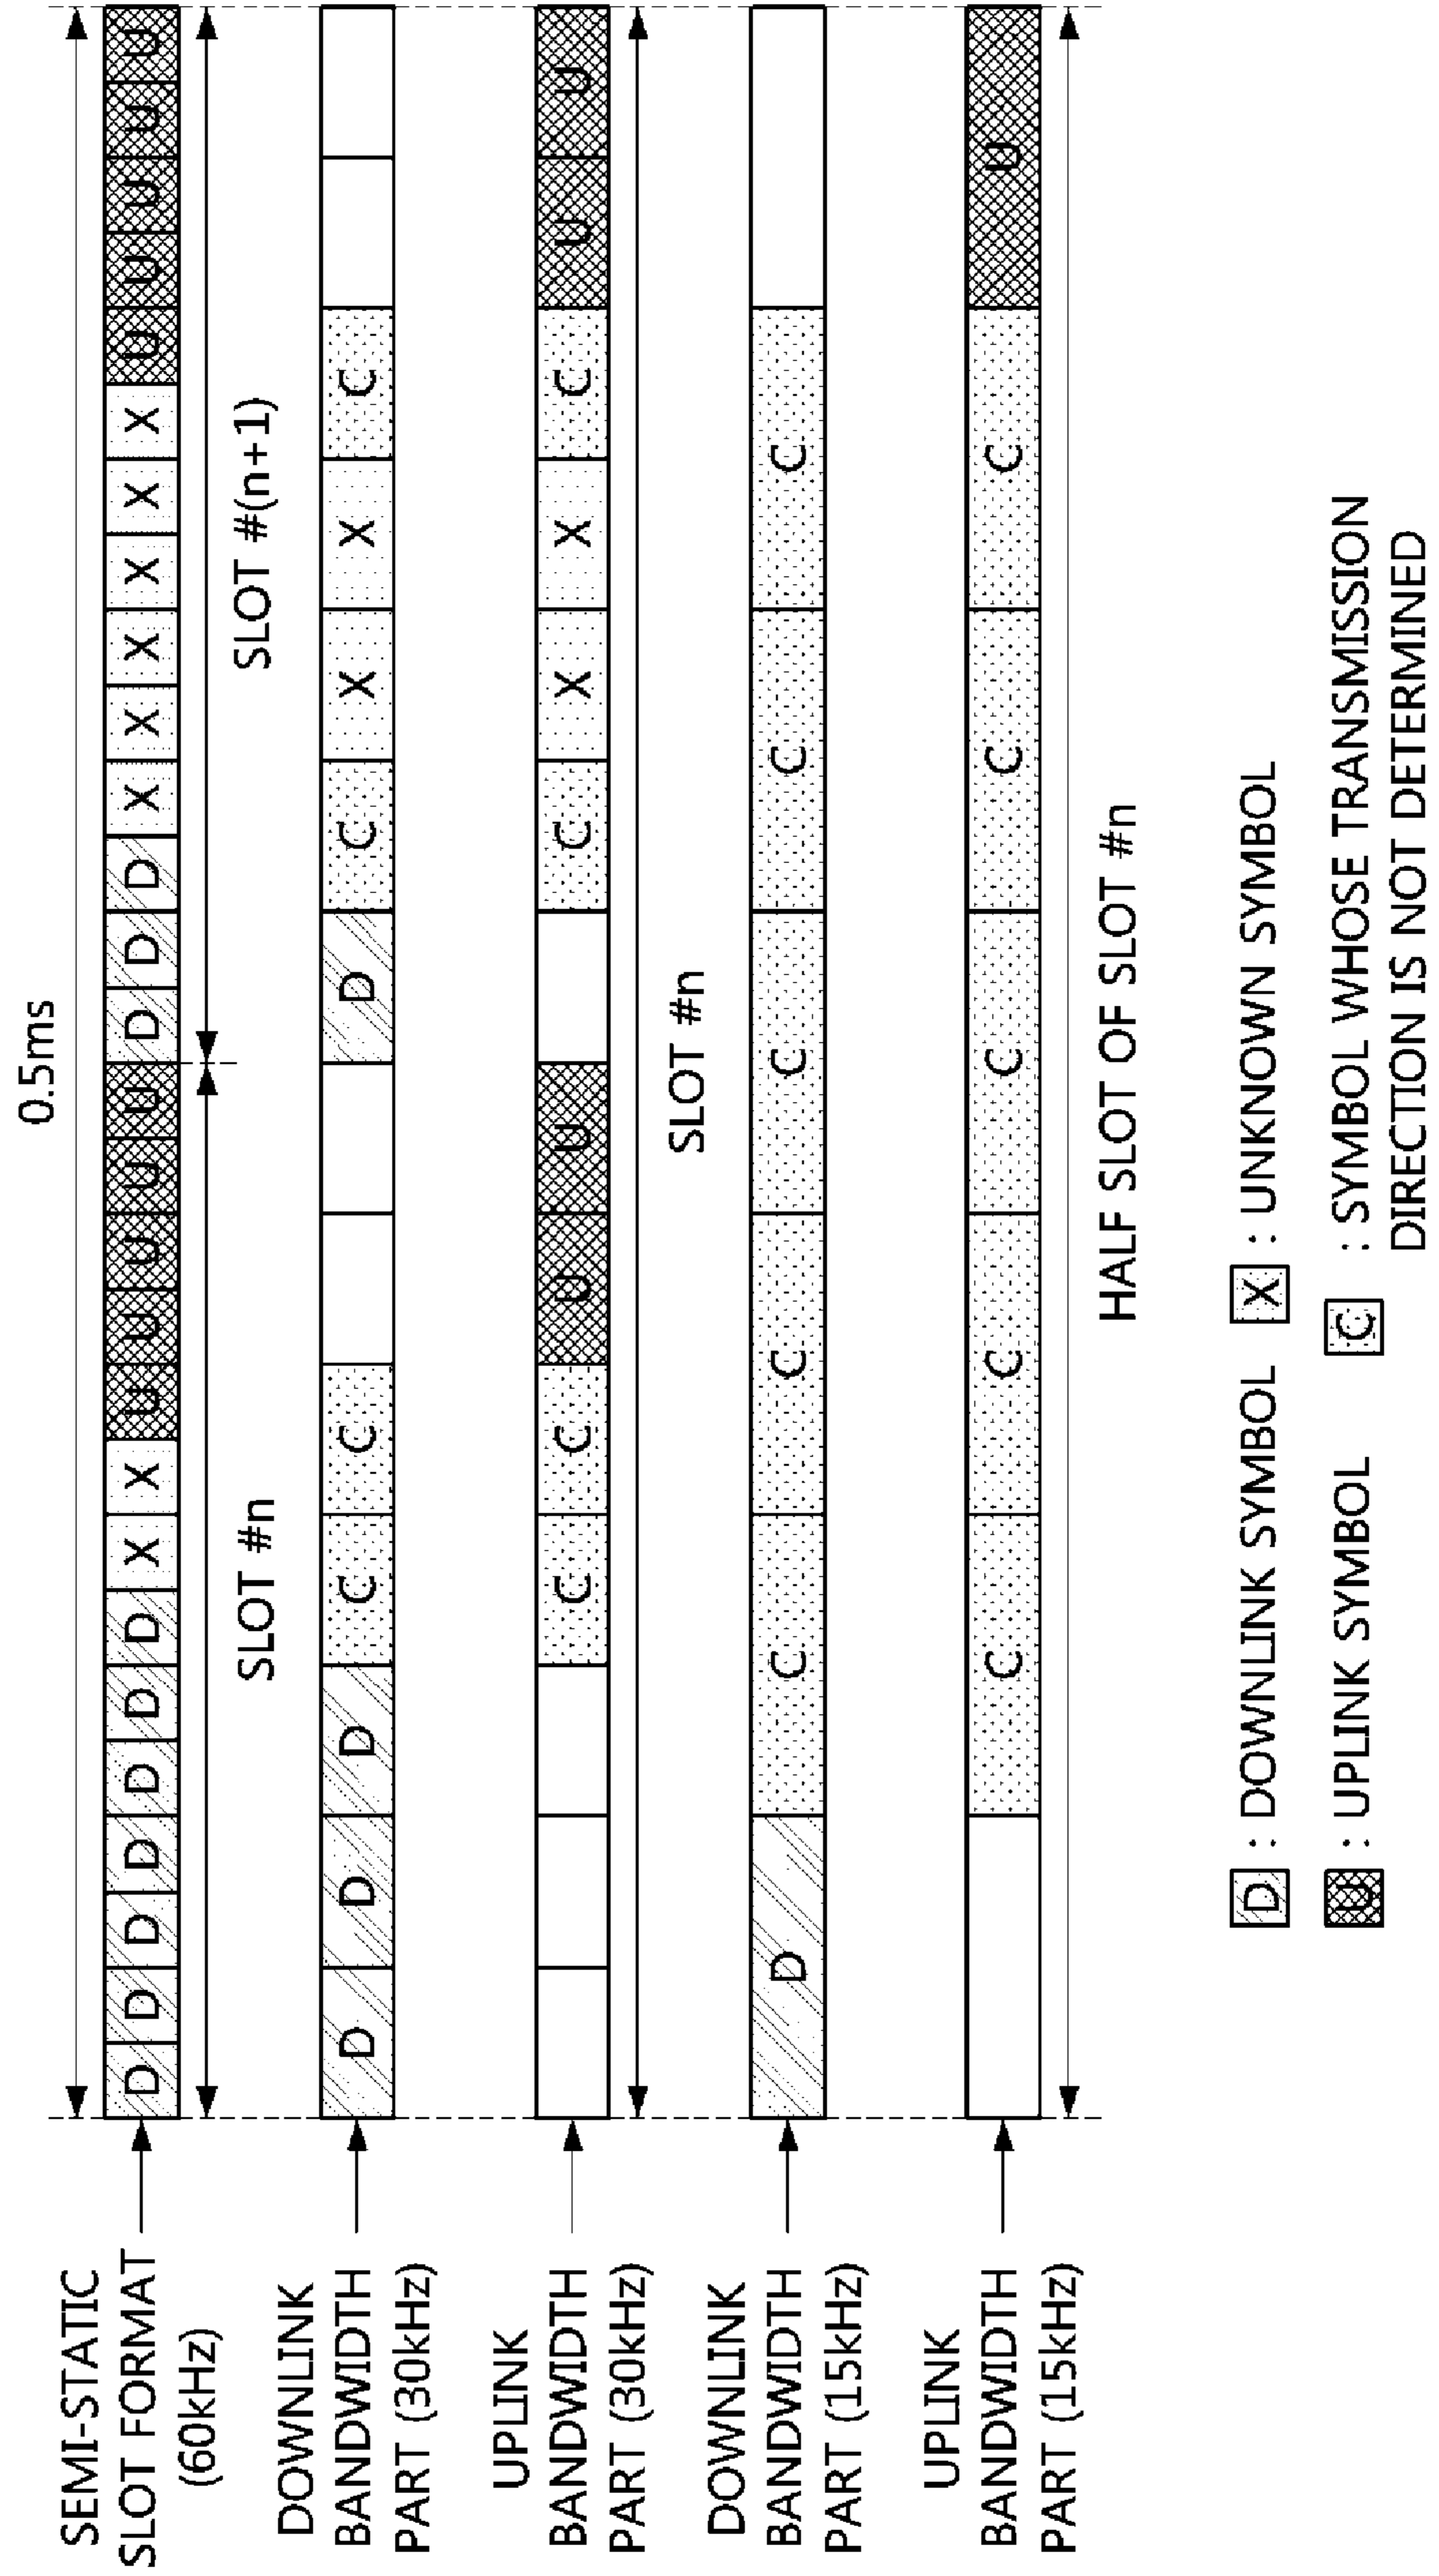 0.5ms
SEMI-STATIC
SLOT FORMAT
(60kHz)
D D D D D D D X X U U U U U D D D X X X X X X U U U U U
SLOT #n
SLOT #(n+1)
DOWNLINK
BANDWIDTH
PART (30kHz)
D D D C C D C X X C
UPLINK
BANDWIDTH
PART (30kHz)
C C U U C X X C U U
SLOT #n
DOWNLINK
BANDWIDTH
PART (15kHz)
D C C C C C
UPLINK
BANDWIDTH
PART (15kHz)
C C C C C U
HALF SLOT OF SLOT #n
D : DOWNLINK SYMBOL X : UNKNOWN SYMBOL
U : UPLINK SYMBOL C : SYMBOL WHOSE TRANSMISSION
DIRECTION IS NOT DETERMINED